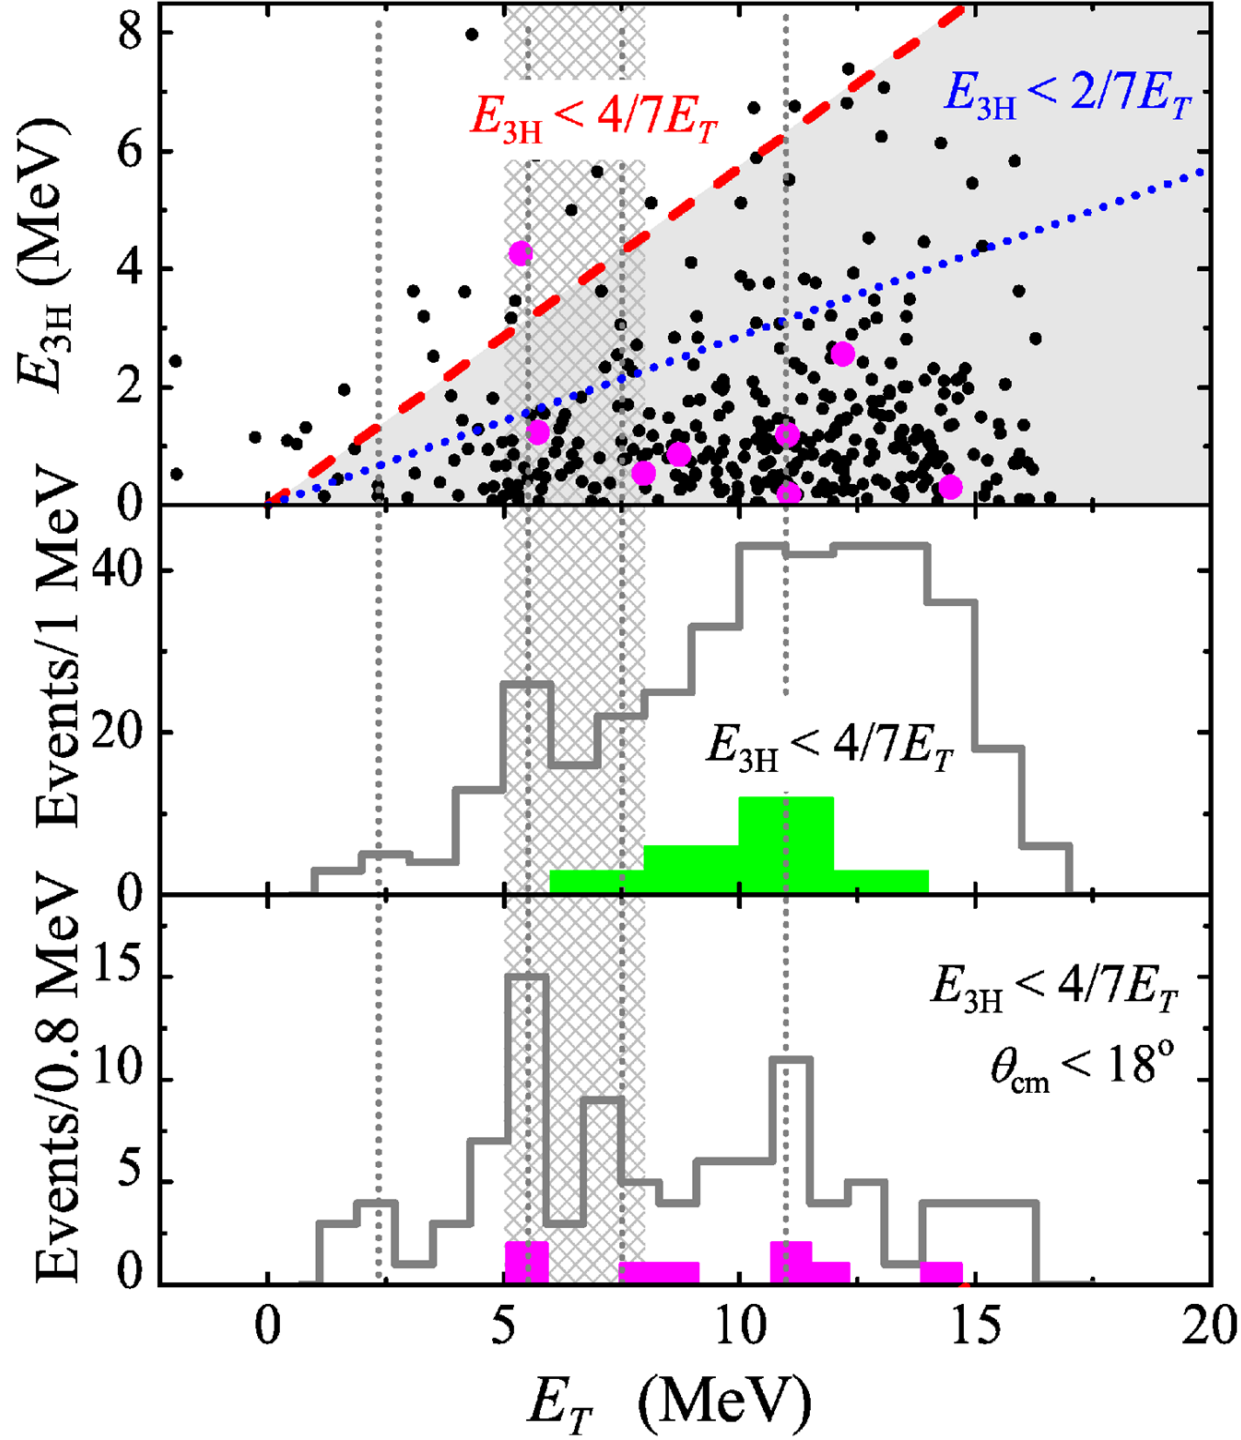 8
6
4
2
0
E3H (MeV)
E3H < 4/7ET
E3H < 2/7ET
40
20
0
Events/1 MeV
E3H < 4/7ET
15
10
5
0
Events/0.8 MeV
E3H < 4/7ET
θcm < 18o
0 5 10 15 20
ET (MeV)